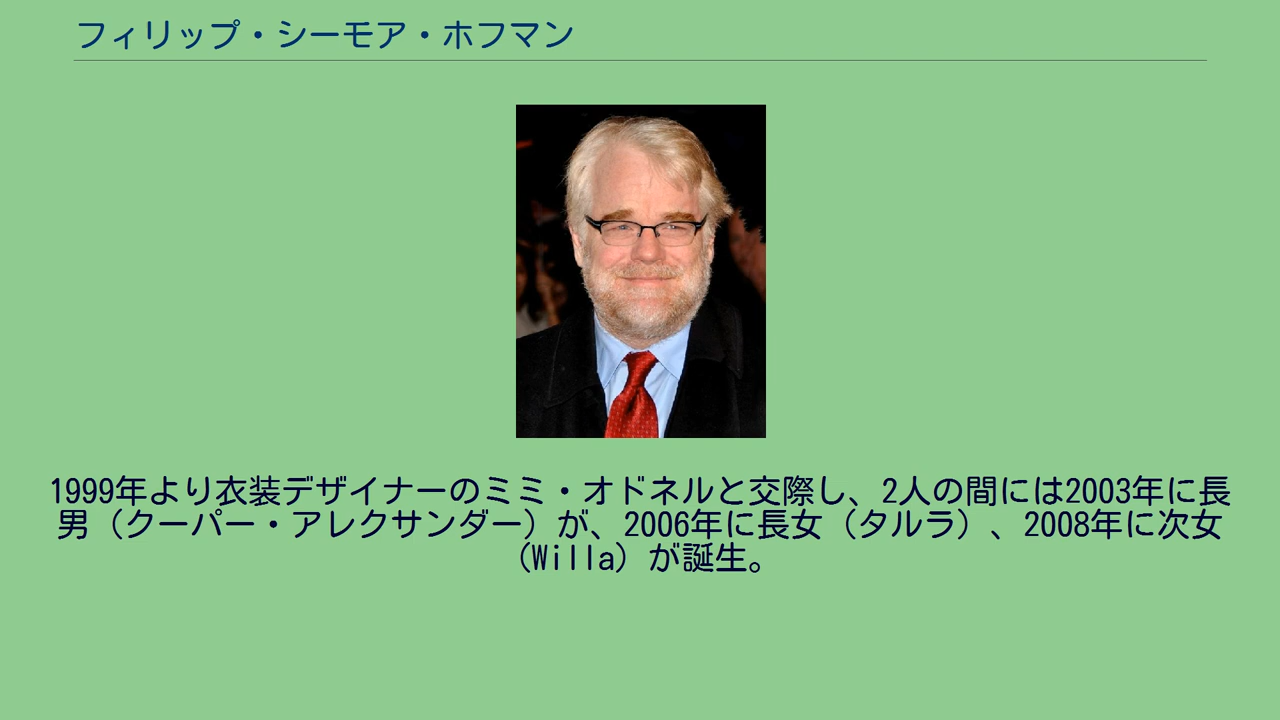 フィリップ・シーモア・ホフマン
1999年より衣装デザイナーのミミ・オドネルと交際し、2人の間には2003年に長
男（クーパー・アレクサンダー）が、2006年に長女（タルラ）、2008年に次女
（Willa）が誕生。